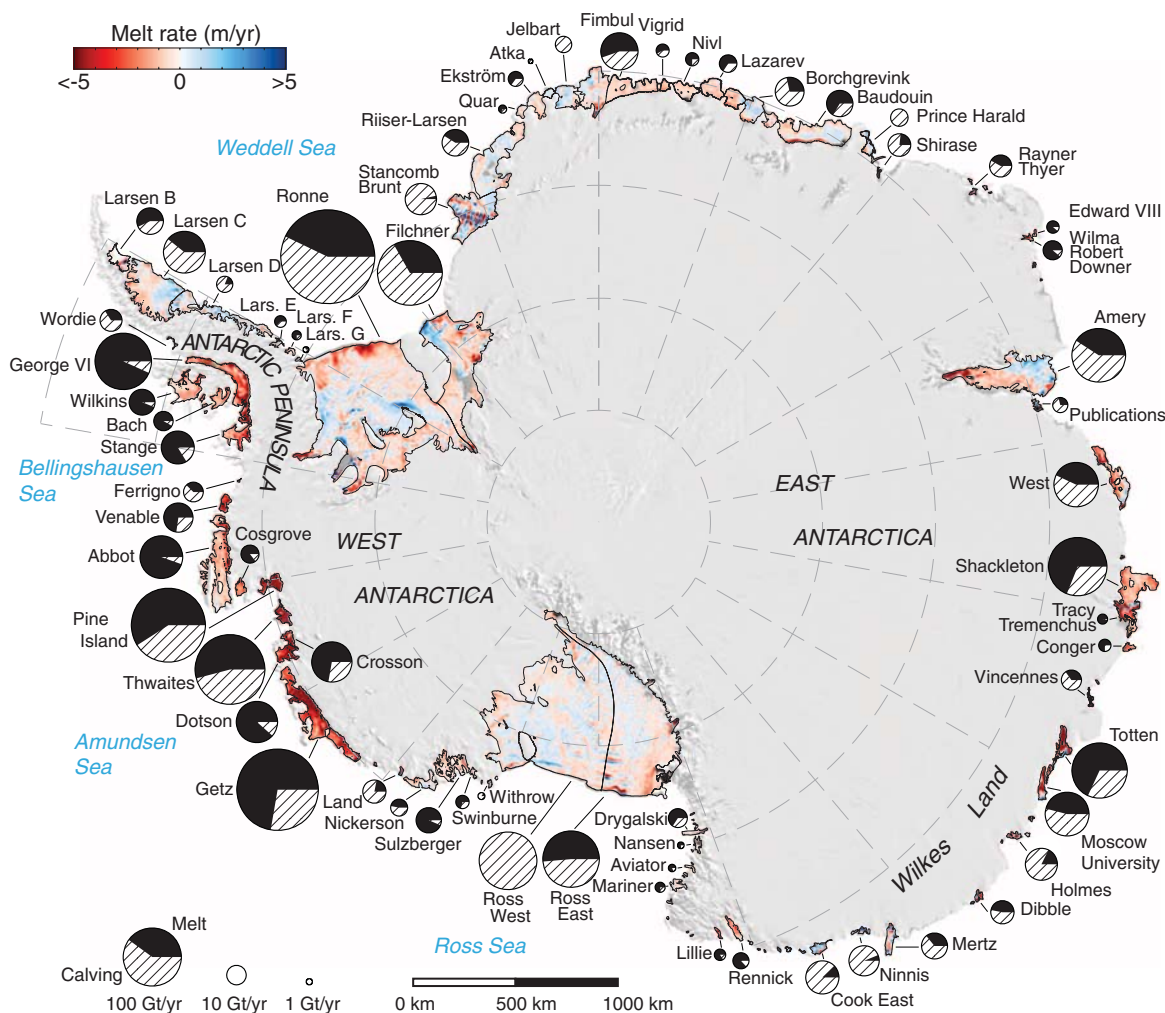 Melt rate (m/yr)
<-5
0
>5
Jelbart
Fimbul
Vigrid
Nivl
Atka
Lazarev
Ekström
Borchgrevink
Quar
Baudouin
Riiser-Larsen
Prince Harald
Shirase
Weddell Sea
Stancomb
Brunt
Rayner
Thyer
Larsen B
Ronne
Larsen C
Filchner
Edward VIII
Wilma
Robert
Downer
Larsen D
Lars. E
Lars. F
Lars. G
Wordie
George VI
ANTARCTIC PENINSULA
Amery
Wilkins
Bach
Publications
Stange
Bellingshausen
Sea
Ferrigno
EAST
ANTARCTICA
West
Venable
Cosgrove
Abbot
WEST
ANTARCTICA
Shackleton
Pine
Island
Tracy
Tremenchus
Conger
Thwaites
Crosson
Vincennes
Dotson
Amundsen
Sea
Totten
Getz
Land
Nickerson
Sulzberger
Swinburne
Withrow
Drygalski
Nansen
Aviator
Mariner
Wilkes Land
Moscow
University
Holmes
Ross
West
Ross
East
Dibble
Ross Sea
Lillie
Rennick
Cook East
Ninnis
Mertz
Melt
Calving
100 Gt/yr
10 Gt/yr
1 Gt/yr
0 km
500 km
1000 km